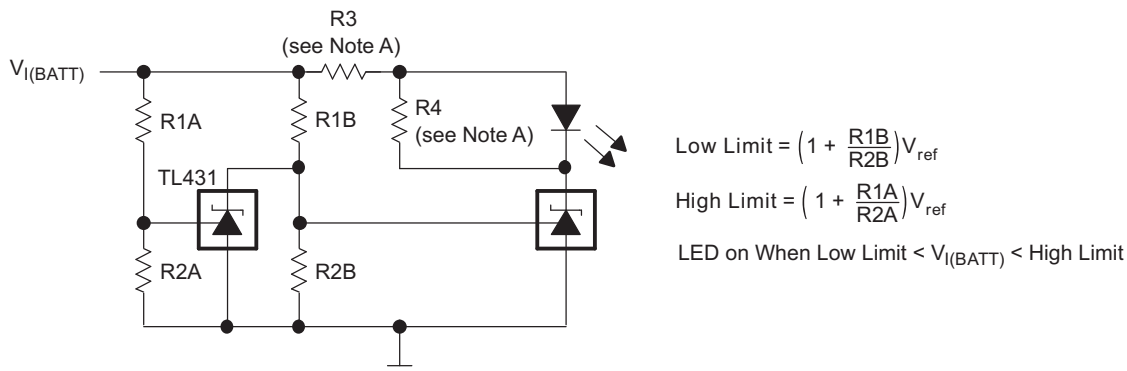 R3
(see Note A)
V_I(BATT)
R1A
R1B
R4
(see Note A)
TL431
R2A
R2B
Low Limit = (1 + R1B/R2B)V_ref
High Limit = (1 + R1A/R2A)V_ref
LED on When Low Limit < V_I(BATT) < High Limit